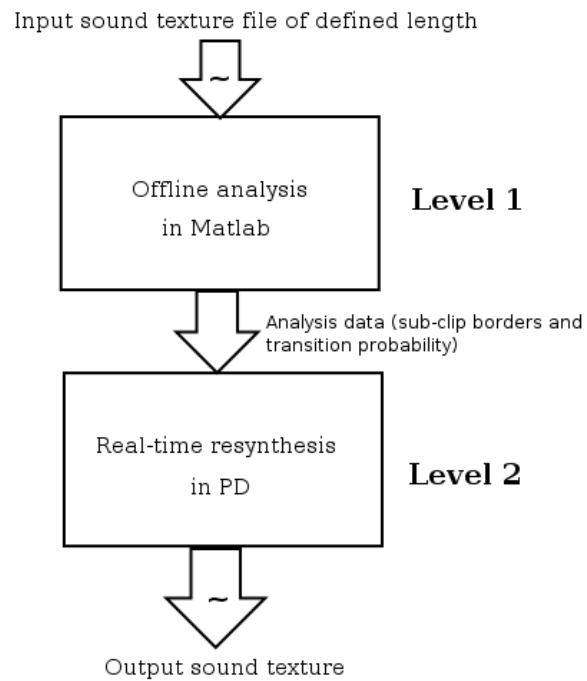 Input sound texture file of defined length
~
Offline analysis
in Matlab
Level 1
Analysis data (sub-clip borders and
transition probability)
Real-time resynthesis
in PD
Level 2
~
Output sound texture